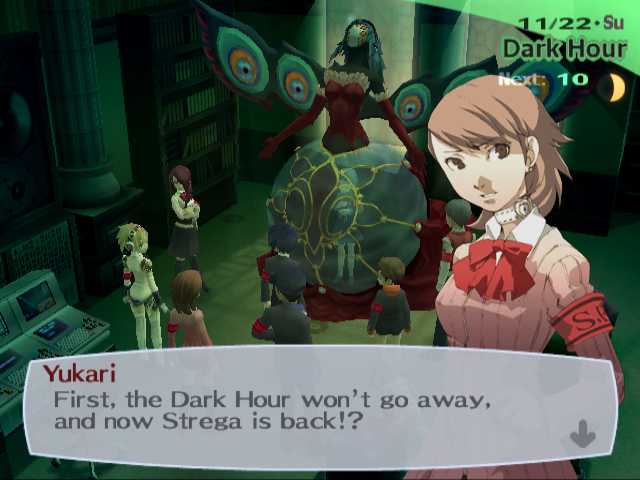 11/22・Su
Dark Hour
Next: 10
S.
Yukari
First, the Dark Hour won't go away,
and now Strega is back!?